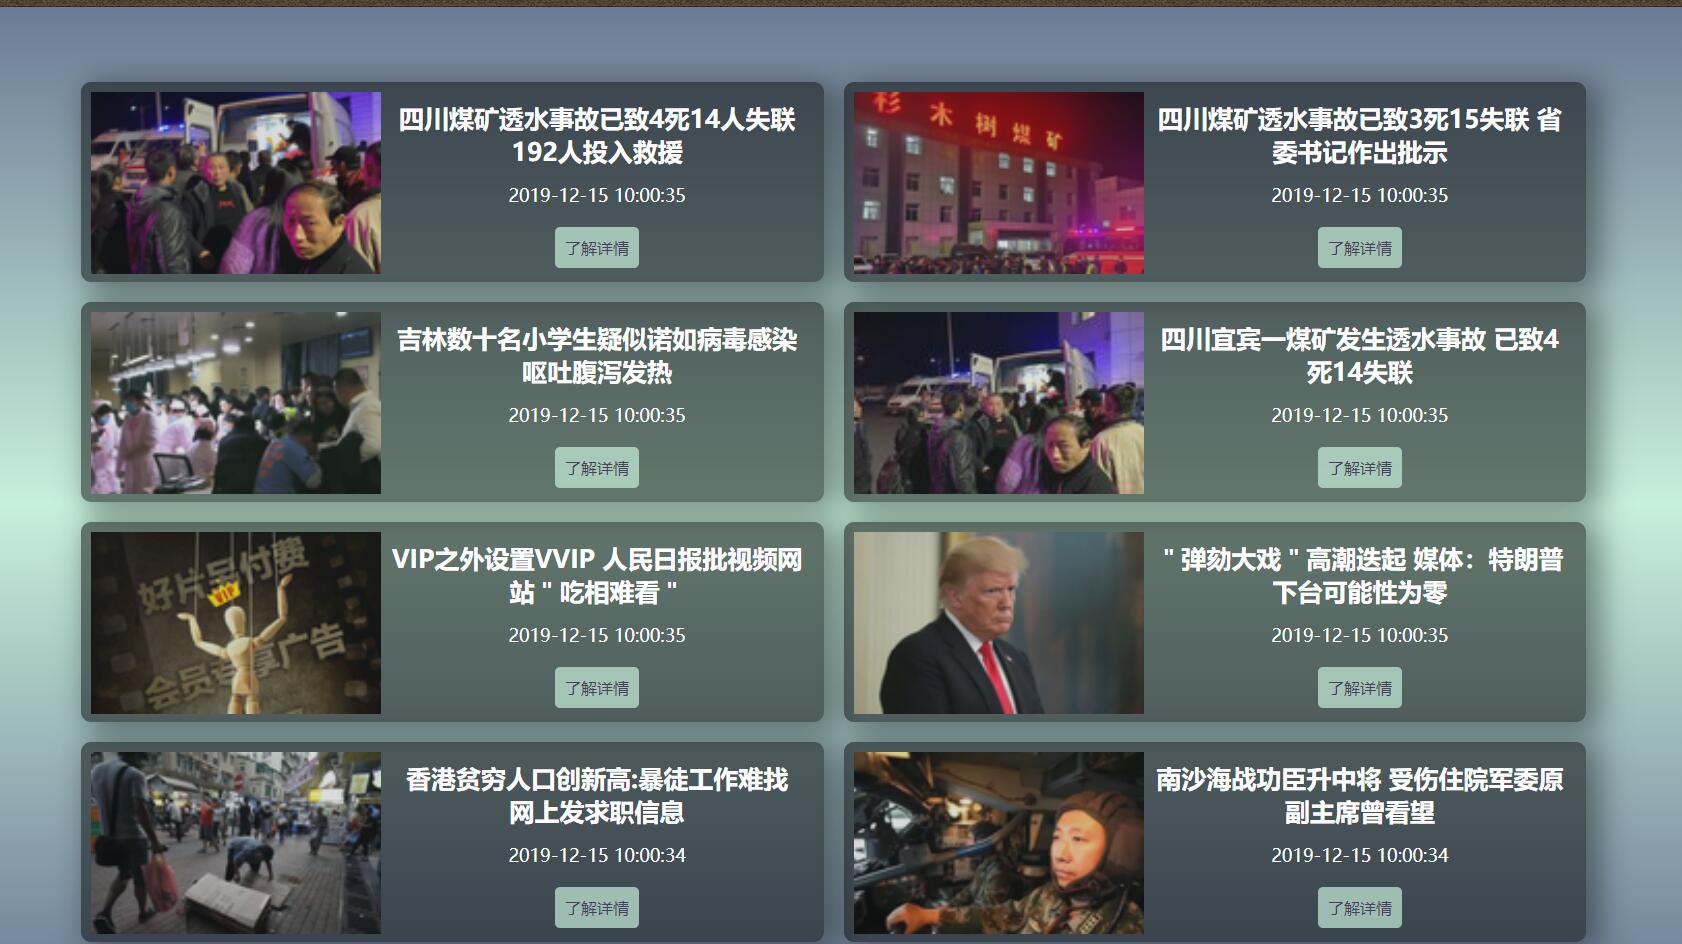 四川煤矿透水事故已致4死14人失联
192人投入救援
2019-12-15 10:00:35
了解详情
杉木树煤矿
四川煤矿透水事故已致3死15失联 省
委书记作出批示
2019-12-15 10:00:35
了解详情
吉林数十名小学生疑似诺如病毒感染
呕吐腹泻发热
2019-12-15 10:00:35
了解详情
四川宜宾一煤矿发生透水事故 已致4
死14失联
2019-12-15 10:00:35
了解详情
好片另付费
VIP
会员专享广告
VIP之外设置VVIP 人民日报批视频网
站 " 吃相难看 "
2019-12-15 10:00:35
了解详情
" 弹劾大戏 " 高潮迭起 媒体：特朗普
下台可能性为零
2019-12-15 10:00:35
了解详情
香港贫穷人口创新高:暴徒工作难找
网上发求职信息
2019-12-15 10:00:34
了解详情
南沙海战功臣升中将 受伤住院军委原
副主席曾看望
2019-12-15 10:00:34
了解详情